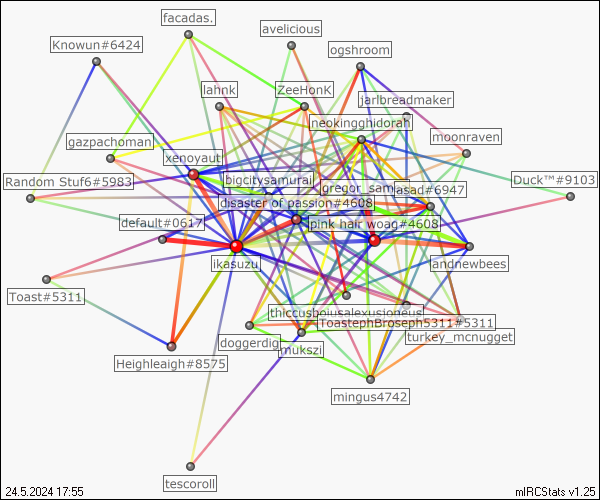 facadas.
avelicious
Knowun#6424
ogshroom
lahnk
ZeeHonK
jarlbreadmaker
neokingghidorah
moonraven
gazpachoman
xenoyaut
bigcitysamurai
Random Stuf6#5983
gregor_sam
asad#6947
Duck™#9103
disaster of passion#4608
default#0617
pink hair woag#4608
ikasuzu
andnewbees
Toast#5311
thiccusboiusalexusioneus
ToastephBroseph5311#5311
doggerdig
mukszi
turkey_mcnugget
Heighleaigh#8575
mingus4742
tescoroll
24.5.2024 17:55
mIRCStats v1.25